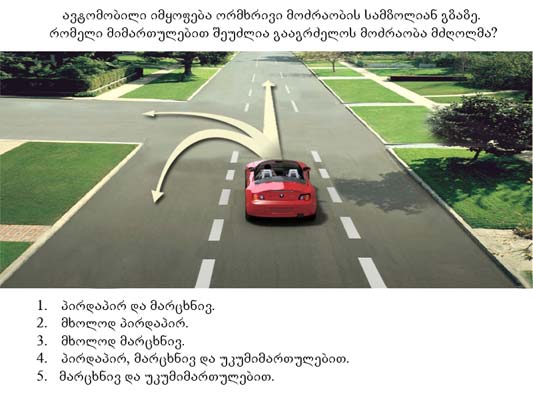 ავტომობილი იმყოფება ორმხრივი მოძრაობის სამზოლიან გზაზე.
რომელი მიმართულებით შეუძლია გააგრძელოს მოძრაობა მძღოლმა?
1. პირდაპირ და მარცხნივ.
2. მხოლოდ პირდაპირ.
3. მხოლოდ მარცხნივ.
4. პირდაპირ, მარცხნივ და უკუმიმართულებით.
5. მარცხნივ და უკუმიმართულებით.